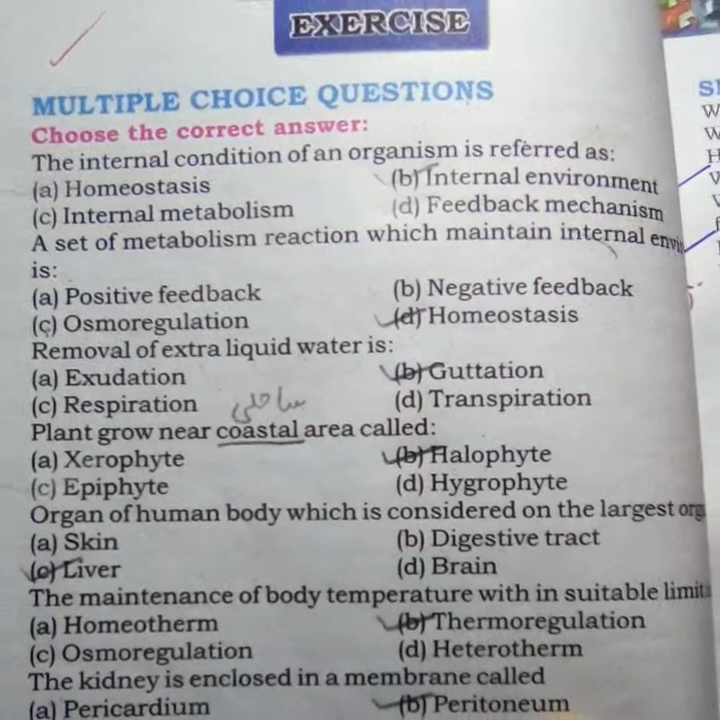 EXERCISE
MULTIPLE CHOICE QUESTIONS
Choose the correct answer:
The internal condition of an organism is referred as:
(a) Homeostasis (b) Internal environment
(c) Internal metabolism (d) Feedback mechanism
A set of metabolism reaction which maintain internal envi
is:
(a) Positive feedback (b) Negative feedback
(c) Osmoregulation (d) Homeostasis
Removal of extra liquid water is:
(a) Exudation (b) Guttation
(c) Respiration (d) Transpiration
ساحلی
Plant grow near coastal area called:
(a) Xerophyte (b) Halophyte
(c) Epiphyte (d) Hygrophyte
Organ of human body which is considered on the largest org
(a) Skin (b) Digestive tract
(c) Liver (d) Brain
The maintenance of body temperature with in suitable limit
(a) Homeotherm (b) Thermoregulation
(c) Osmoregulation (d) Heterotherm
The kidney is enclosed in a membrane called
(a) Pericardium (b) Peritoneum